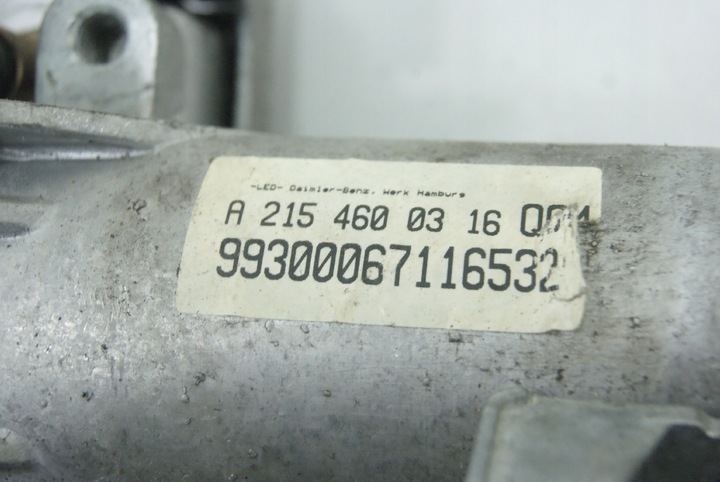 -LED- Daimler-Benz, Werk Hamburg
A 215 460 03 16
99300067116532